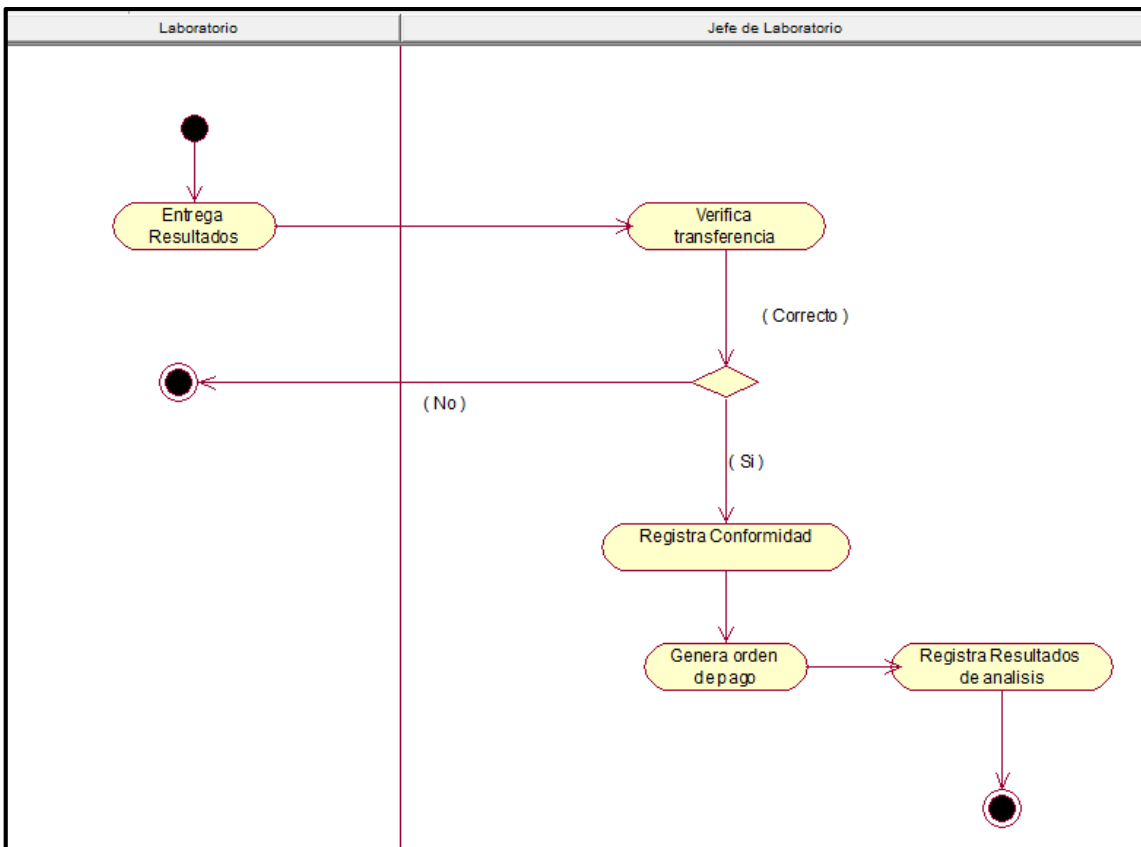 Laboratorio
Jefe de Laboratorio
Entrega
Resultados
Verifica
transferencia
( Correcto )
( No )
( Si )
Registra Conformidad
Genera orden
de pago
Registra Resultados
de analisis